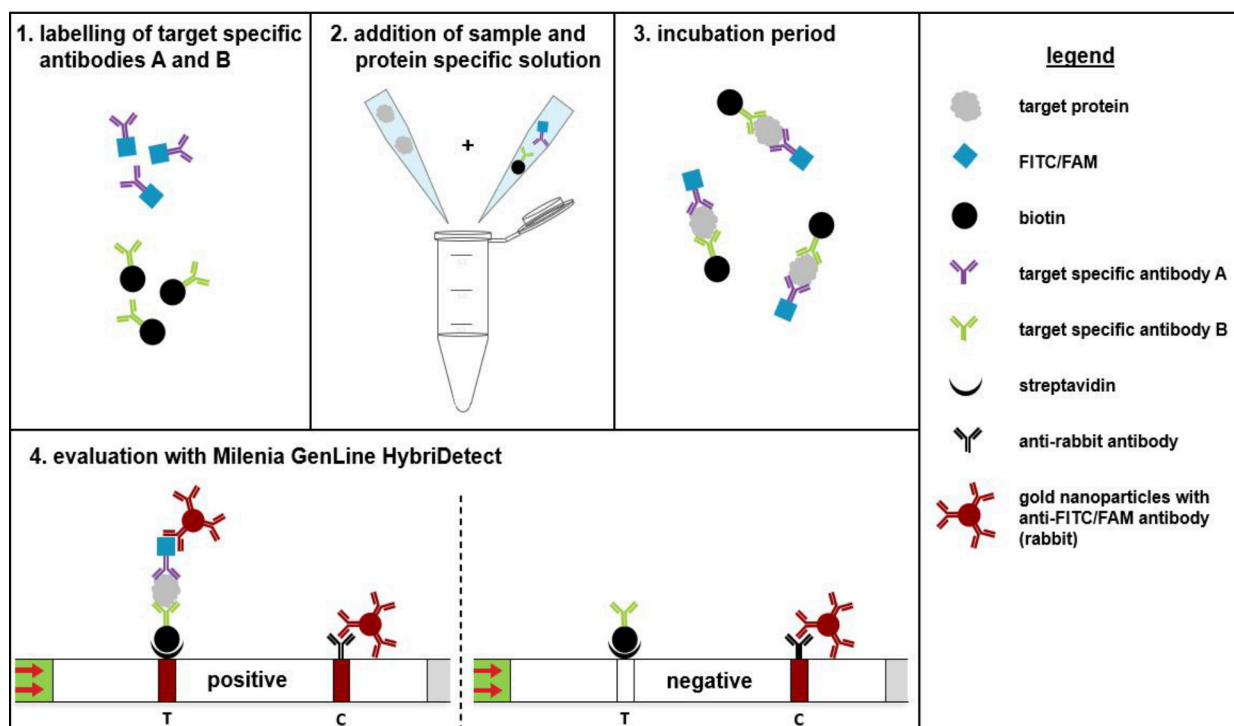 1. labelling of target specific
antibodies A and B
2. addition of sample and
protein specific solution
+
3. incubation period
legend
target protein
FITC/FAM
biotin
target specific antibody A
target specific antibody B
streptavidin
anti-rabbit antibody
gold nanoparticles with
anti-FITC/FAM antibody
(rabbit)
4. evaluation with Milenia GenLine HybriDetect
positive
T
C
negative
T
C